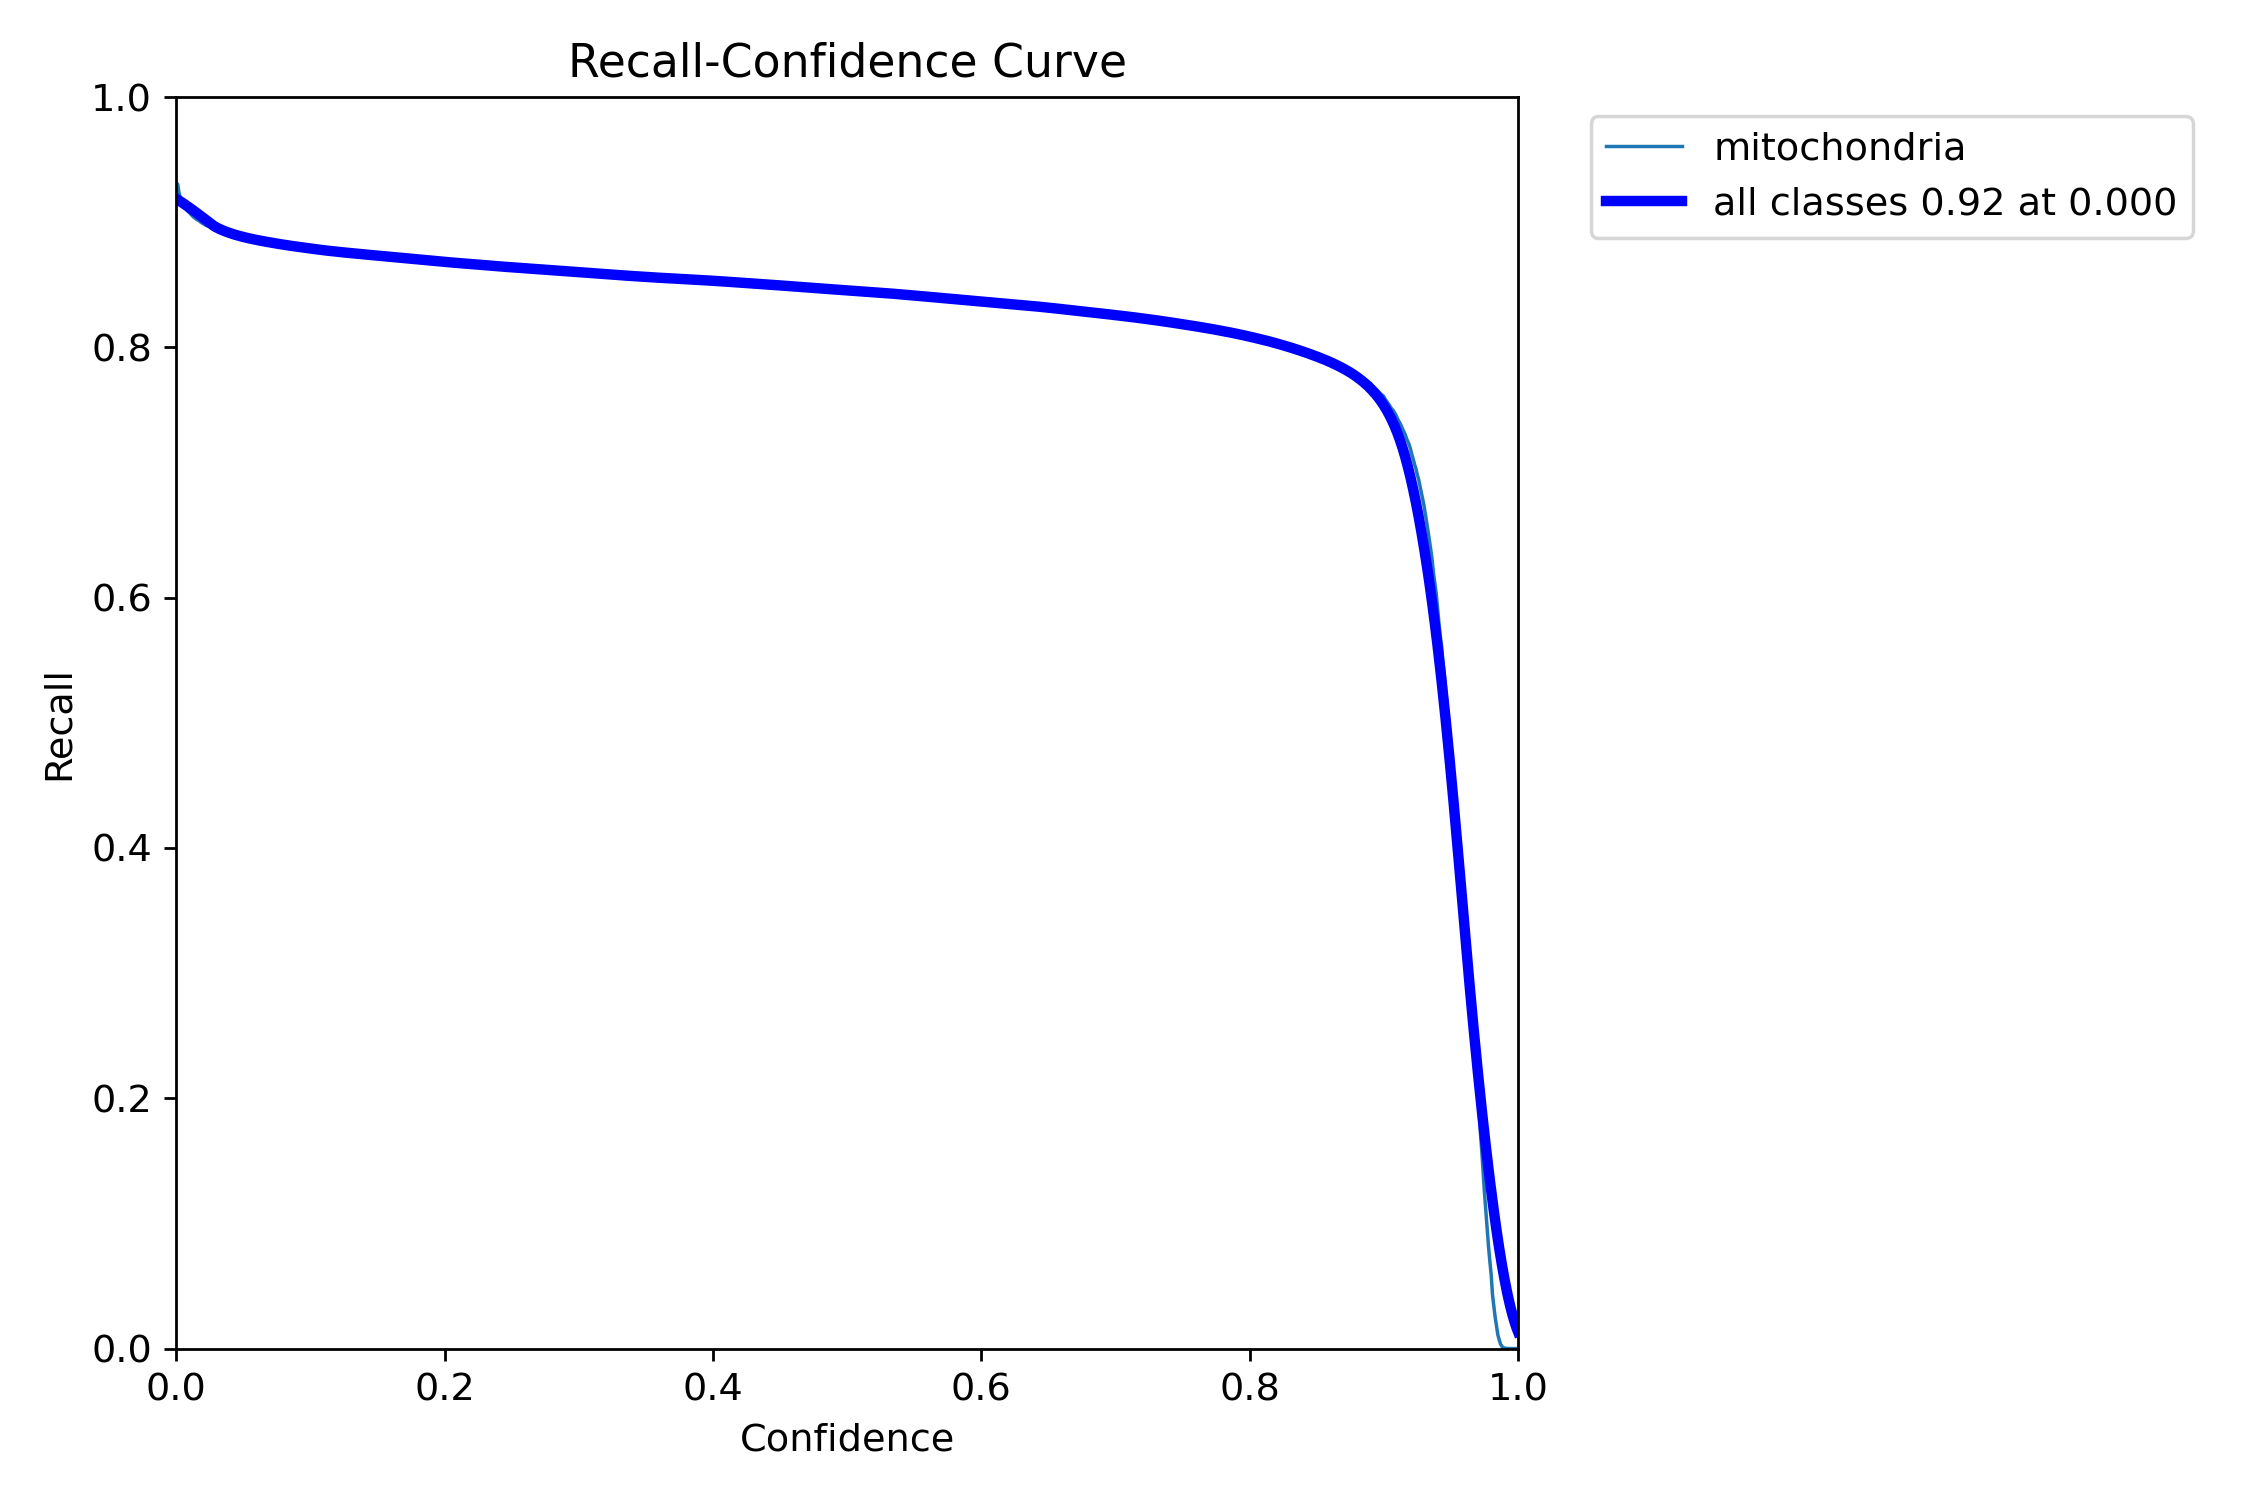 Recall-Confidence Curve
1.0
0.8
0.6
0.4
0.2
0.0
Recall
0.0 0.2 0.4 0.6 0.8 1.0
Confidence
mitochondria
all classes 0.92 at 0.000